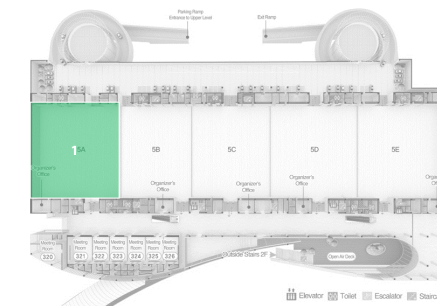 Parking Ramp
Entrance to Upper Level
Exit Ramp
1
5A
5B
5C
5D
5E
Organizer's
Office
Organizer's
Office
Organizer's
Office
Organizer's
Office
Meeting
Room
320
Meeting
Room
321
Meeting
Room
322
Meeting
Room
323
Meeting
Room
324
Meeting
Room
325
Meeting
Room
326
Outside Stairs 2F
Open Air Deck
Elevator
Toilet
Escalator
Stairs